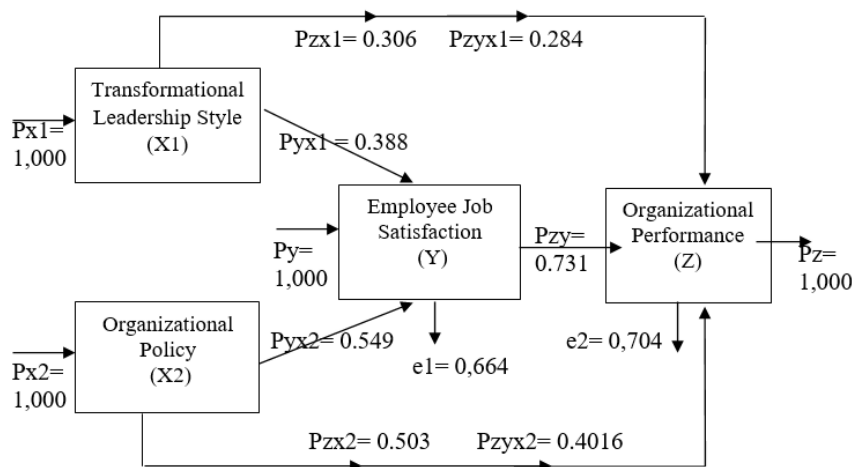 Pzx1= 0.306 Pzyx1= 0.284
Transformational
Leadership Style
(X1)
Px1=
1,000
Pyx1 = 0.388
Employee Job
Satisfaction
(Y)
Py=
1,000
Pzy=
0.731
Organizational
Performance
(Z)
Pz=
1,000
Organizational
Policy
(X2)
Px2=
1,000
Pyx2= 0.549
e1= 0,664
e2= 0,704
Pzx2= 0.503 Pzyx2= 0.4016